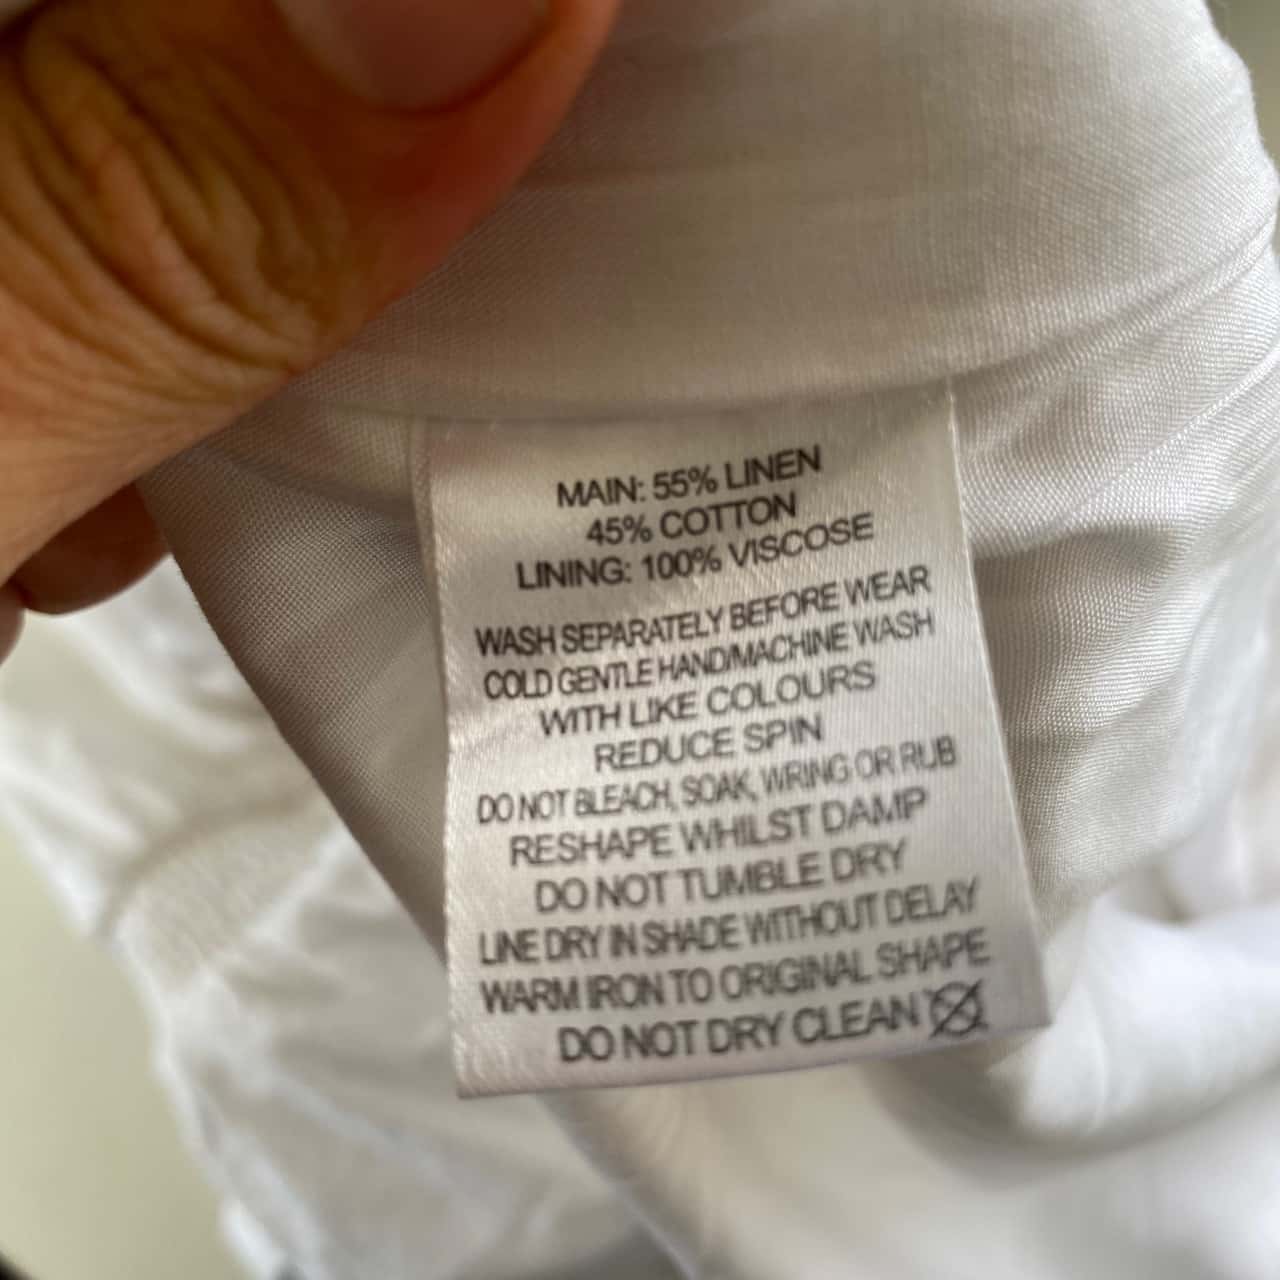 MAIN: 55% LINEN
45% COTTON
LINING: 100% VISCOSE
WASH SEPARATELY BEFORE WEAR
COLD GENTLE HAND/MACHINE WASH
WITH LIKE COLOURS
REDUCE SPIN
DO NOT BLEACH, SOAK, WRING OR RUB
RESHAPE WHILST DAMP
DO NOT TUMBLE DRY
LINE DRY IN SHADE WITHOUT DELAY
WARM IRON TO ORIGINAL SHAPE
DO NOT DRY CLEAN